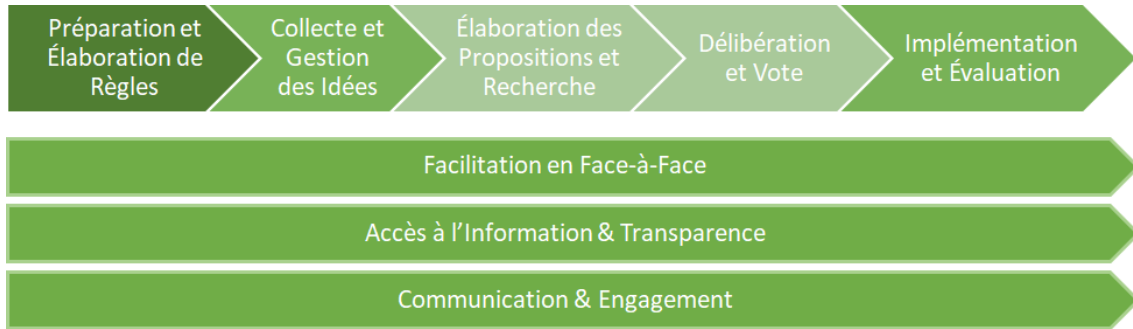 Préparation et
Élaboration de
Règles
Collecte et
Gestion
des Idées
Élaboration des
Propositions et
Recherche
Délibération
et Vote
Implémentation
et Évaluation
Facilitation en Face-à-Face
Accès à l’Information & Transparence
Communication & Engagement